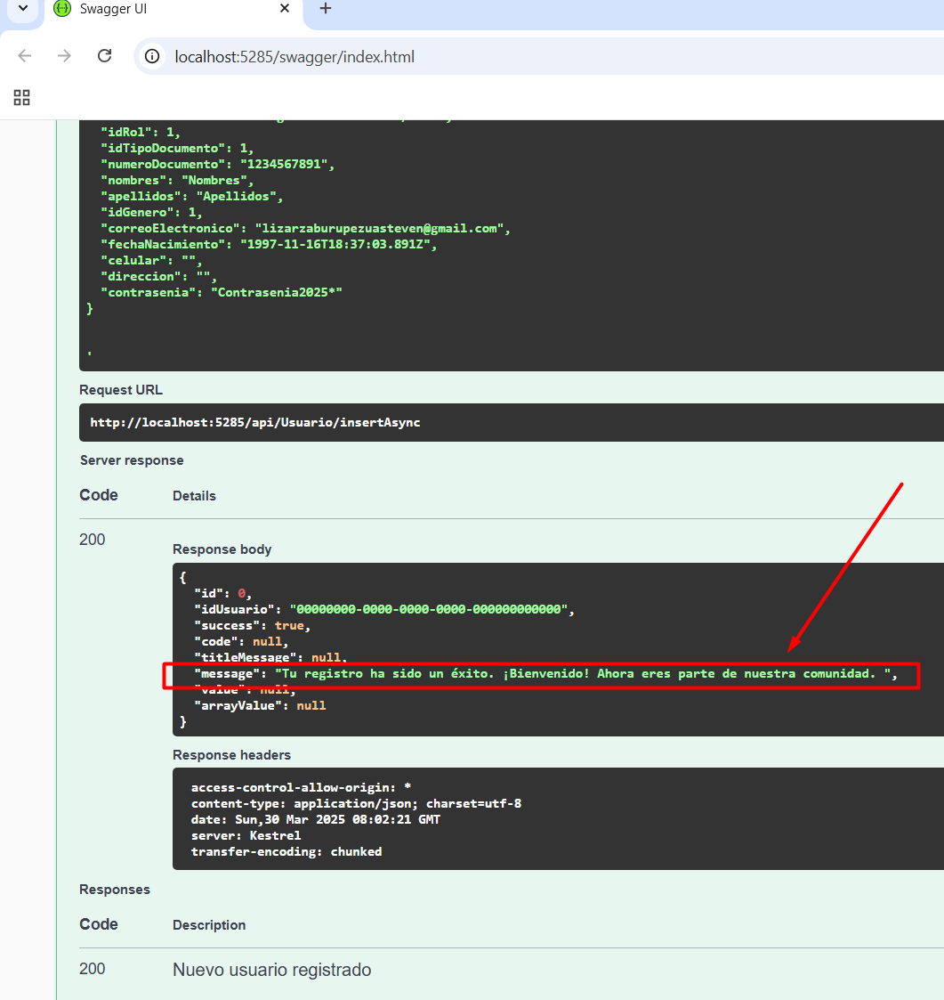 Swagger UI
localhost:5285/swagger/index.html
"idRol": 1,
"idTipoDocumento": 1,
"numeroDocumento": "1234567891",
"nombres": "Nombres",
"apellidos": "Apellidos",
"idGenero": 1,
"correoElectronico": "lizarzaburupezuasteven@gmail.com",
"fechaNacimiento": "1997-11-16T18:37:03.891Z",
"celular": "",
"direccion": "",
"contrasenia": "Contrasenia2025*"
}
'
Request URL
http://localhost:5285/api/Usuario/insertAsync
Server response
Code Details
200
Response body
{
"id": 0,
"idUsuario": "00000000-0000-0000-0000-000000000000",
"success": true,
"code": null,
"titleMessage": null,
"message": "Tu registro ha sido un éxito. ¡Bienvenido! Ahora eres parte de nuestra comunidad. ",
"value": null,
"arrayValue": null
}
Response headers
access-control-allow-origin: *
content-type: application/json; charset=utf-8
date: Sun,30 Mar 2025 08:02:21 GMT
server: Kestrel
transfer-encoding: chunked
Responses
Code Description
200 Nuevo usuario registrado